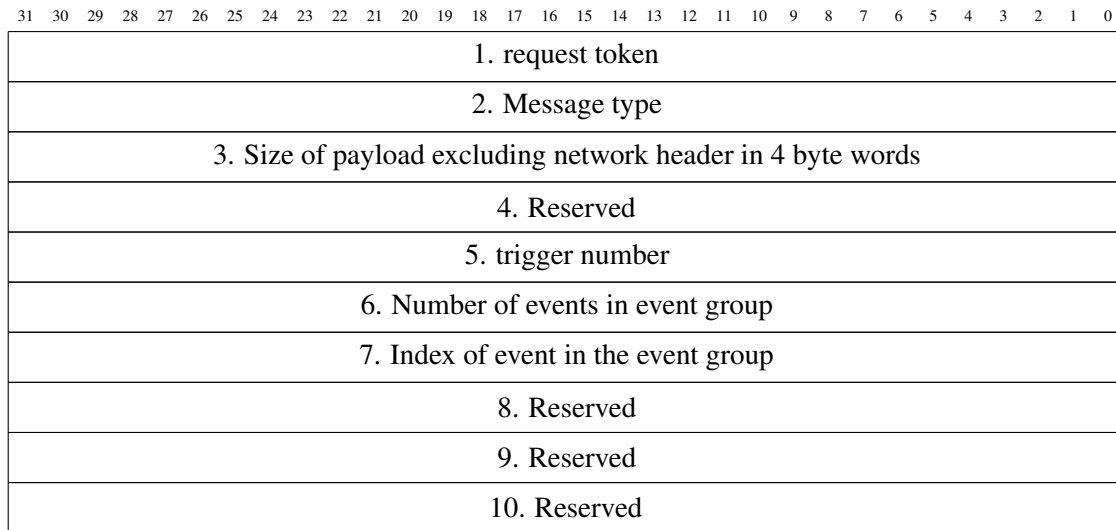 31 30 29 28 27 26 25 24 23 22 21 20 19 18 17 16 15 14 13 12 11 10 9 8 7 6 5 4 3 2 1 0
1. request token
2. Message type
3. Size of payload excluding network header in 4 byte words
4. Reserved
5. trigger number
6. Number of events in event group
7. Index of event in the event group
8. Reserved
9. Reserved
10. Reserved